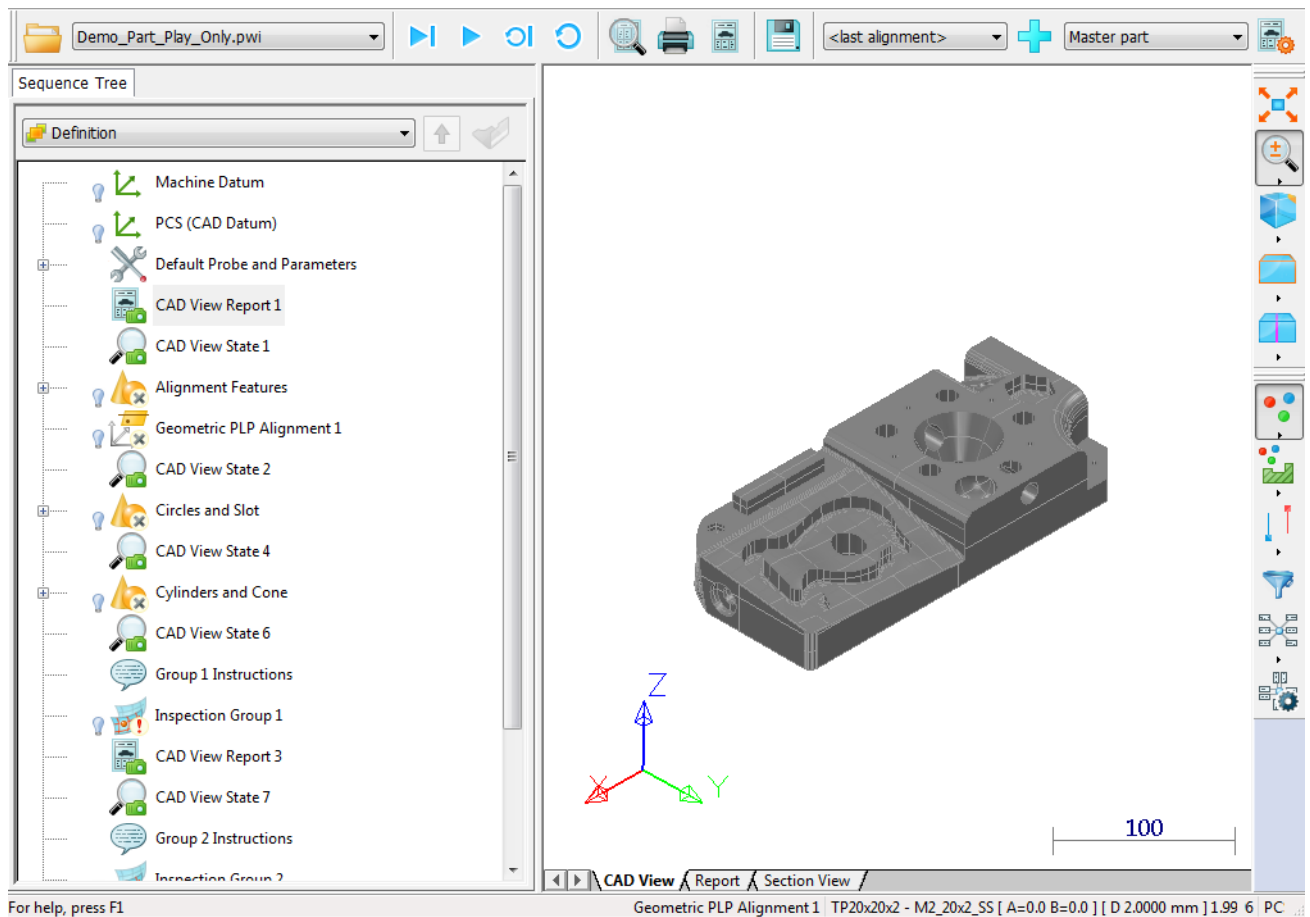 Demo_Part_Play_Only.pwi
<last alignment>
Master part
Sequence Tree
Definition
Machine Datum
PCS (CAD Datum)
Default Probe and Parameters
CAD View Report 1
CAD View State 1
Alignment Features
Geometric PLP Alignment 1
CAD View State 2
Circles and Slot
CAD View State 4
Cylinders and Cone
CAD View State 6
Group 1 Instructions
Inspection Group 1
CAD View Report 3
CAD View State 7
Group 2 Instructions
Inspection Group 2
Z
X
Y
100
CAD View
Report
Section View
For help, press F1
Geometric PLP Alignment 1
TP20x20x2 - M2_20x2_SS [ A=0.0 B=0.0 ] [ D 2.0000 mm ] 1.99 6
PC